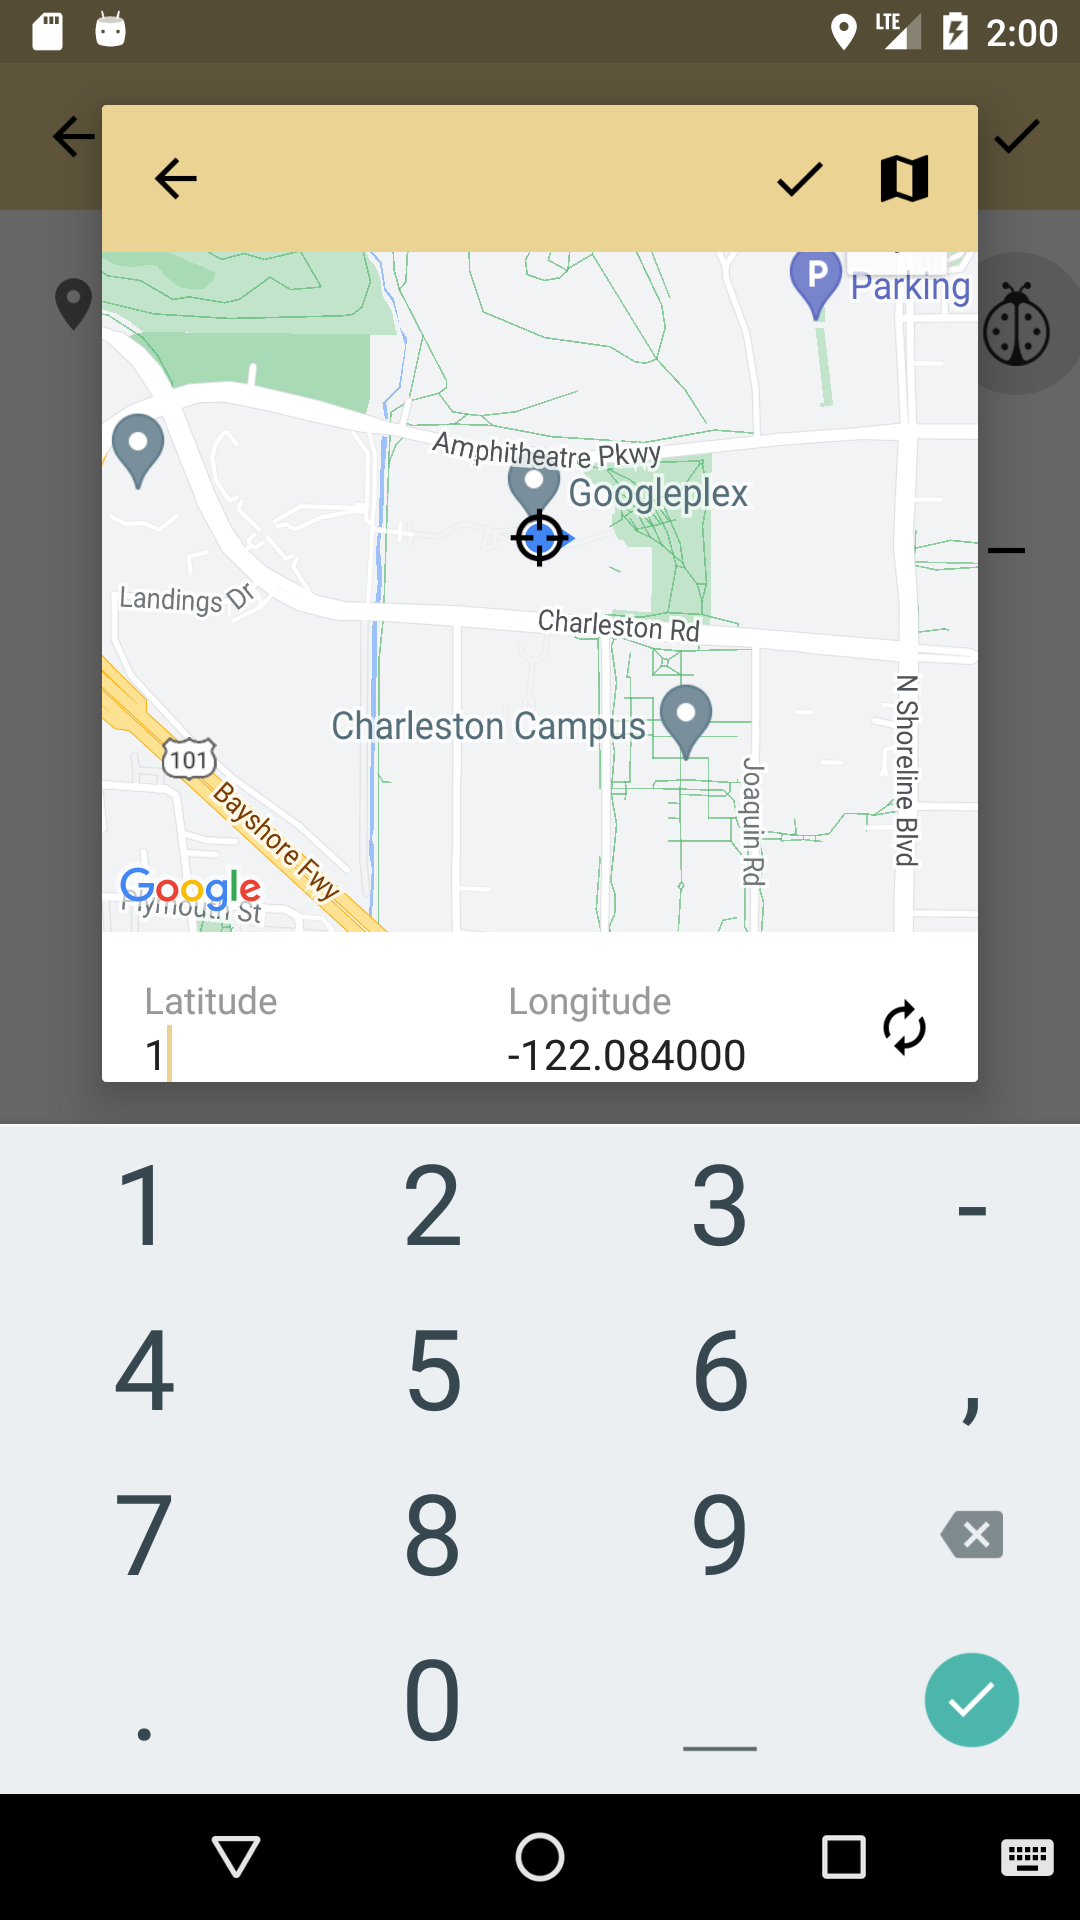 LTE 2:00
P Parking
Amphitheatre Pkwy
Googleplex
Landings Dr
Charleston Rd
Charleston Campus
N Shoreline Blvd
101
Joaquin Rd
Bayshore Fwy
Google
Plymouth St
Latitude Longitude
1 -122.084000
1 2 3 -
4 5 6 ,
7 8 9
. 0 _